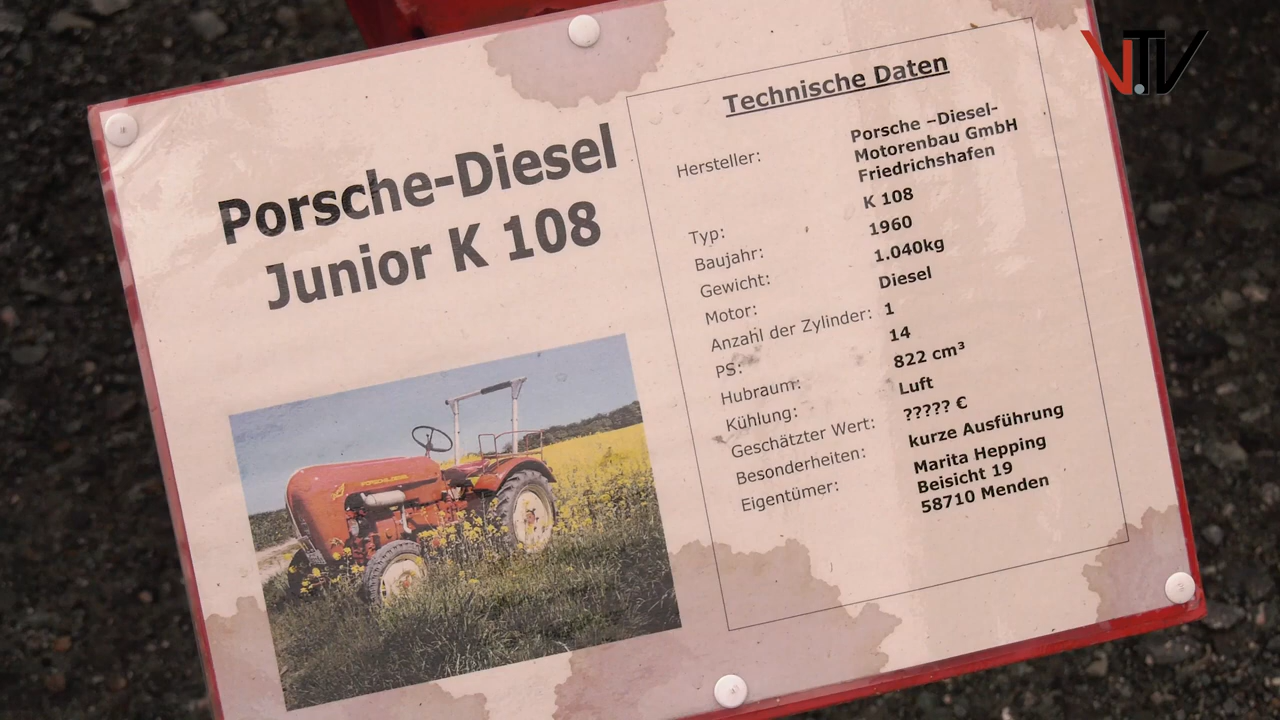 V.TV
Porsche-Diesel
Junior K 108
Technische Daten
Hersteller: Porsche –Diesel-
Motorenbau GmbH
Friedrichshafen
Typ: K 108
Baujahr: 1960
Gewicht: 1.040kg
Motor: Diesel
Anzahl der Zylinder: 1
PS: 14
Hubraum: 822 cm³
Kühlung: Luft
Geschätzter Wert: ????? €
Besonderheiten: kurze Ausführung
Eigentümer: Marita Hepping
Beisicht 19
58710 Menden